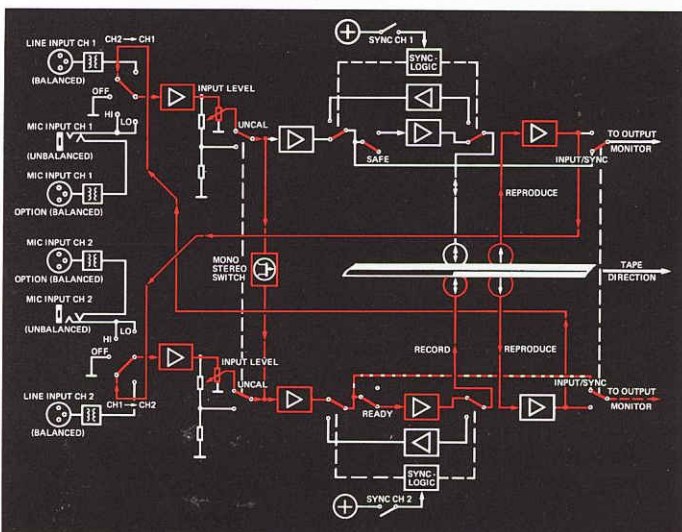 LINE INPUT CH 1
(BALANCED)
CH2→CH1
OFF
HI
LO
MIC INPUT CH 1
(UNBALANCED)
MIC INPUT CH 1
OPTION (BALANCED)
MIC INPUT CH 2
OPTION (BALANCED)
MIC INPUT CH 2
(UNBALANCED)
LO
HI
OFF
LINE INPUT CH 2
(BALANCED)
CH1→CH2
INPUT LEVEL
UNCAL
SYNC CH 1
SYNC-
LOGIC
SAFE
TO OUTPUT
INPUT/SYNC
MONITOR
REPRODUCE
MONO
STEREO
SWITCH
TAPE
DIRECTION
RECORD
REPRODUCE
INPUT LEVEL
UNCAL
READY
INPUT/SYNC
TO OUTPUT
MONITOR
SYNC-
LOGIC
SYNC CH 2